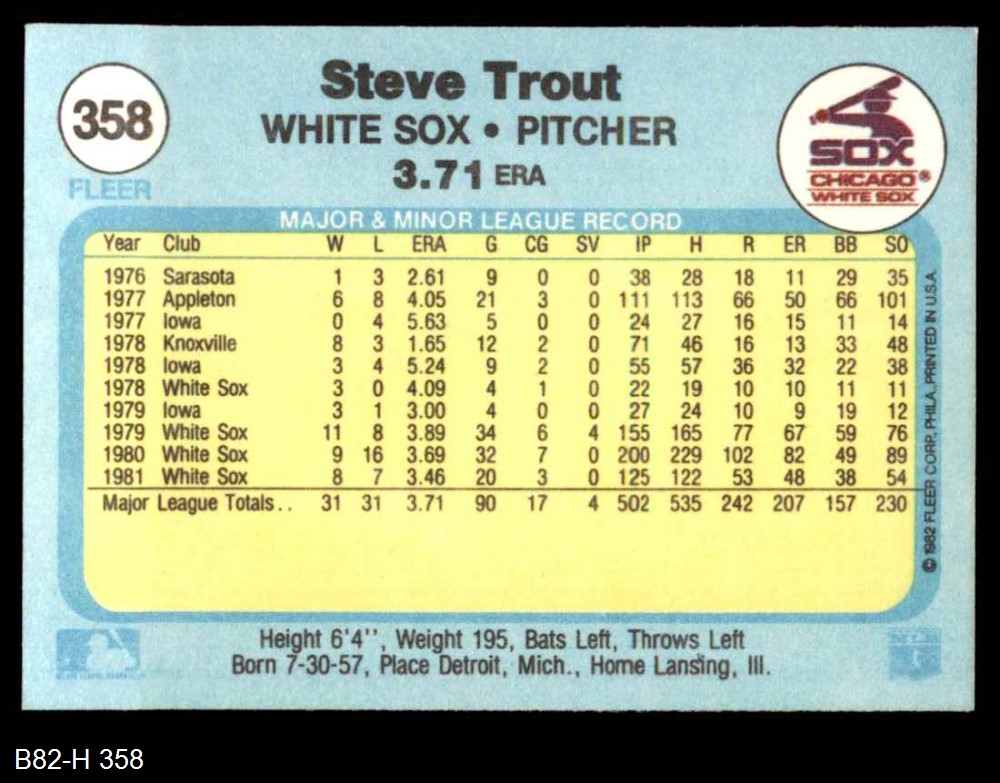 358
FLEER
Steve Trout
WHITE SOX • PITCHER
3.71 ERA
SOX
CHICAGO ®
WHITE SOX
MAJOR & MINOR LEAGUE RECORD
Year Club W L ERA G CG SV IP H R ER BB SO
1976 Sarasota 1 3 2.61 9 0 0 38 28 18 11 29 35
1977 Appleton 6 8 4.05 21 3 0 111 113 66 50 66 101
1977 Iowa 0 4 5.63 5 0 0 24 27 16 15 11 14
1978 Knoxville 8 3 1.65 12 2 0 71 46 16 13 33 48
1978 Iowa 3 4 5.24 9 2 0 55 57 36 32 22 38
1978 White Sox 3 0 4.09 4 1 0 22 19 10 10 11 11
1979 Iowa 3 1 3.00 4 0 0 27 24 10 9 19 12
1979 White Sox 11 8 3.89 34 6 4 155 165 77 67 59 76
1980 White Sox 9 16 3.69 32 7 0 200 229 102 82 49 89
1981 White Sox 8 7 3.46 20 3 0 125 122 53 48 38 54
Major League Totals.. 31 31 3.71 90 17 4 502 535 242 207 157 230
© 1982 FLEER CORP., PHILA., PRINTED IN U.S.A.
Height 6'4'', Weight 195, Bats Left, Throws Left
Born 7-30-57, Place Detroit, Mich., Home Lansing, Ill.
B82-H 358